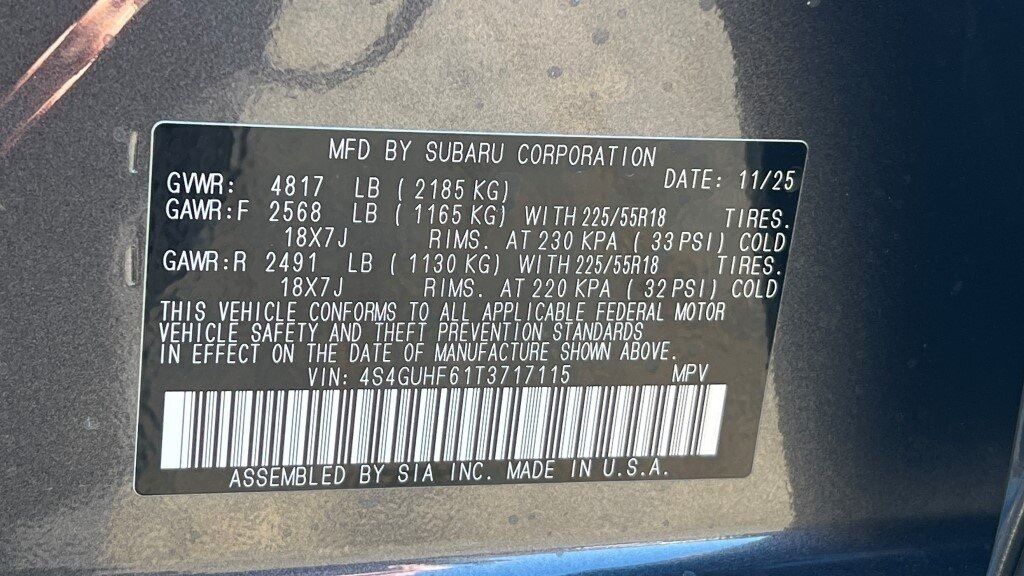 MFD BY SUBARU CORPORATION
GVWR: 4817 LB ( 2185 KG) DATE: 11/25
GAWR:F 2568 LB ( 1165 KG) WITH 225/55R18 TIRES.
18X7J RIMS. AT 230 KPA ( 33 PSI) COLD
GAWR:R 2491 LB ( 1130 KG) WITH 225/55R18 TIRES.
18X7J RIMS. AT 220 KPA ( 32 PSI) COLD
THIS VEHICLE CONFORMS TO ALL APPLICABLE FEDERAL MOTOR
VEHICLE SAFETY AND THEFT PREVENTION STANDARDS
IN EFFECT ON THE DATE OF MANUFACTURE SHOWN ABOVE.
VIN: 4S4GUHF61T3717115 MPV
ASSEMBLED BY SIA INC. MADE IN U.S.A.